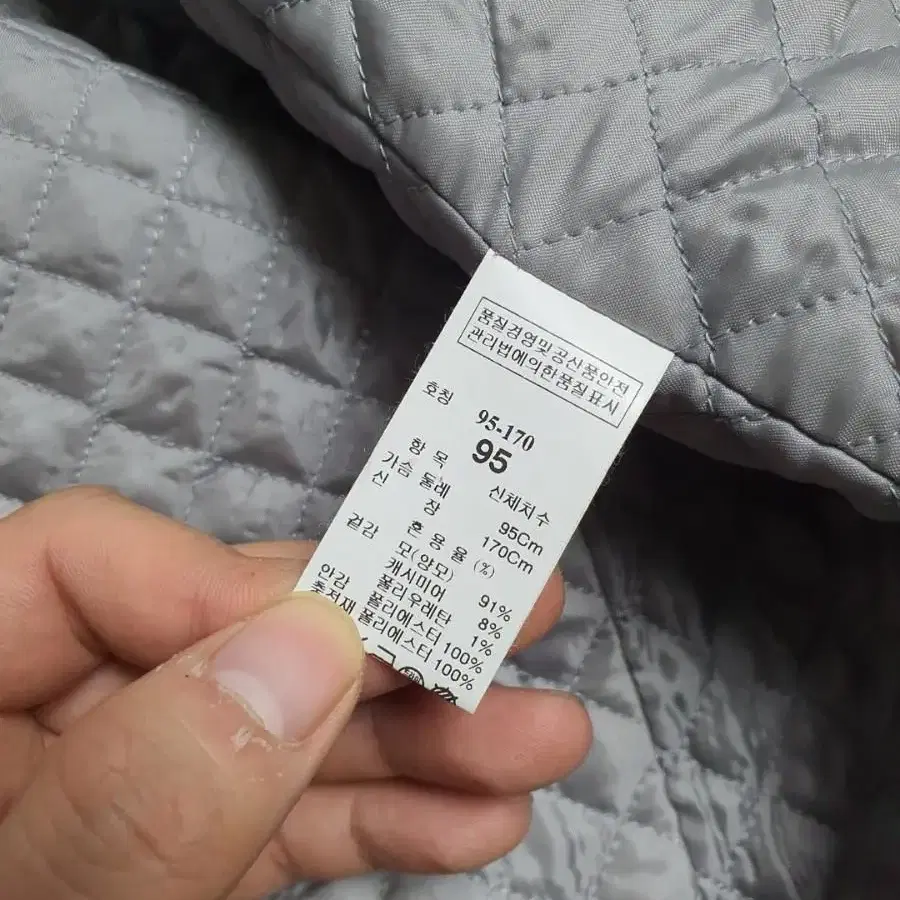 품질경영및공산품안전
관리법에의한품질표시
호칭 95-170
95
항 목 신체치수
가슴 둘레 95Cm
신 장 170Cm
겉감 혼 용 율 (%)
모(양모) 91%
캐시미어 8%
폴리우레탄 1%
안감 폴리에스터 100%
충전재 폴리에스터 100%